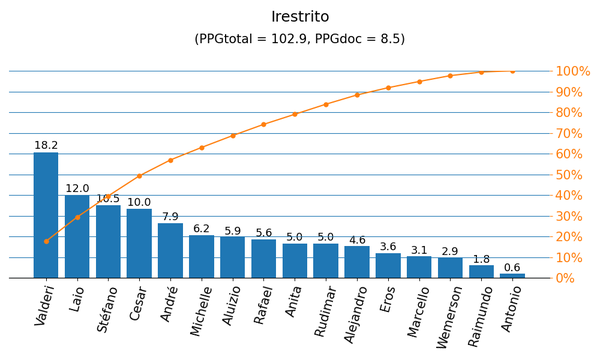 Irestrito
(PPGtotal = 102.9, PPGdoc = 8.5)
100%
90%
80%
70%
60%
50%
40%
30%
20%
10%
0%
18.2
12.0
10.5
10.0
7.9
6.2
5.9
5.6
5.0
5.0
4.6
3.6
3.1
2.9
1.8
0.6
Valderi
Laio
Stéfano
Cesar
André
Michelle
Aluizio
Rafael
Anita
Rudimar
Alejandro
Eros
Marcello
Wemerson
Raimundo
Antonio